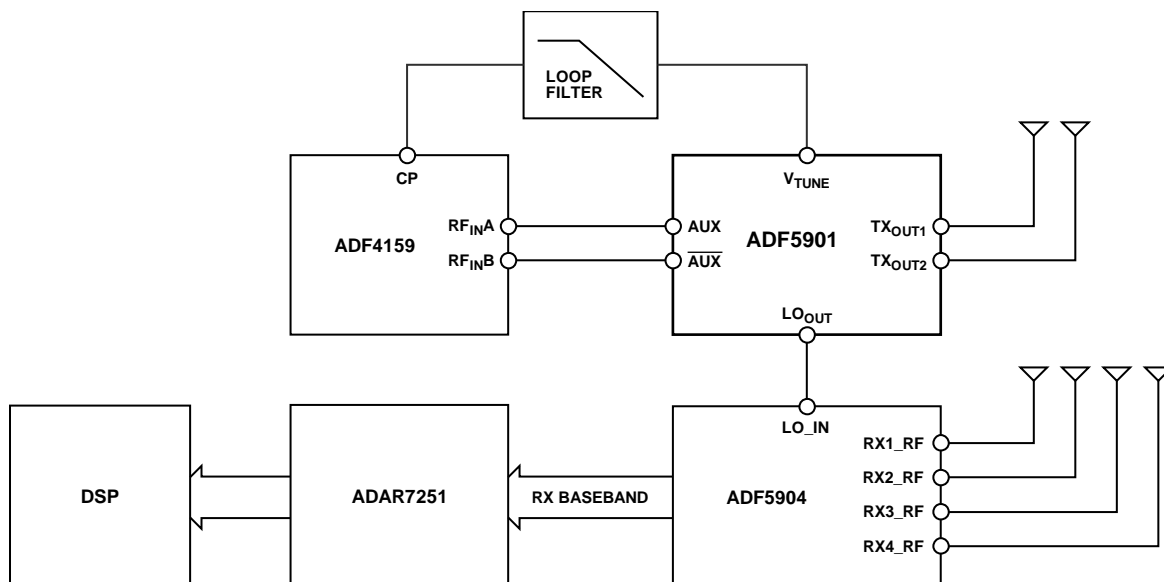 LOOP
FILTER
CP
VTUNE
RFINA
RFINB
ADF4159
AUX
AUX
ADF5901
TXOUT1
TXOUT2
LOOUT
LO_IN
DSP
ADAR7251
RX BASEBAND
ADF5904
RX1_RF
RX2_RF
RX3_RF
RX4_RF